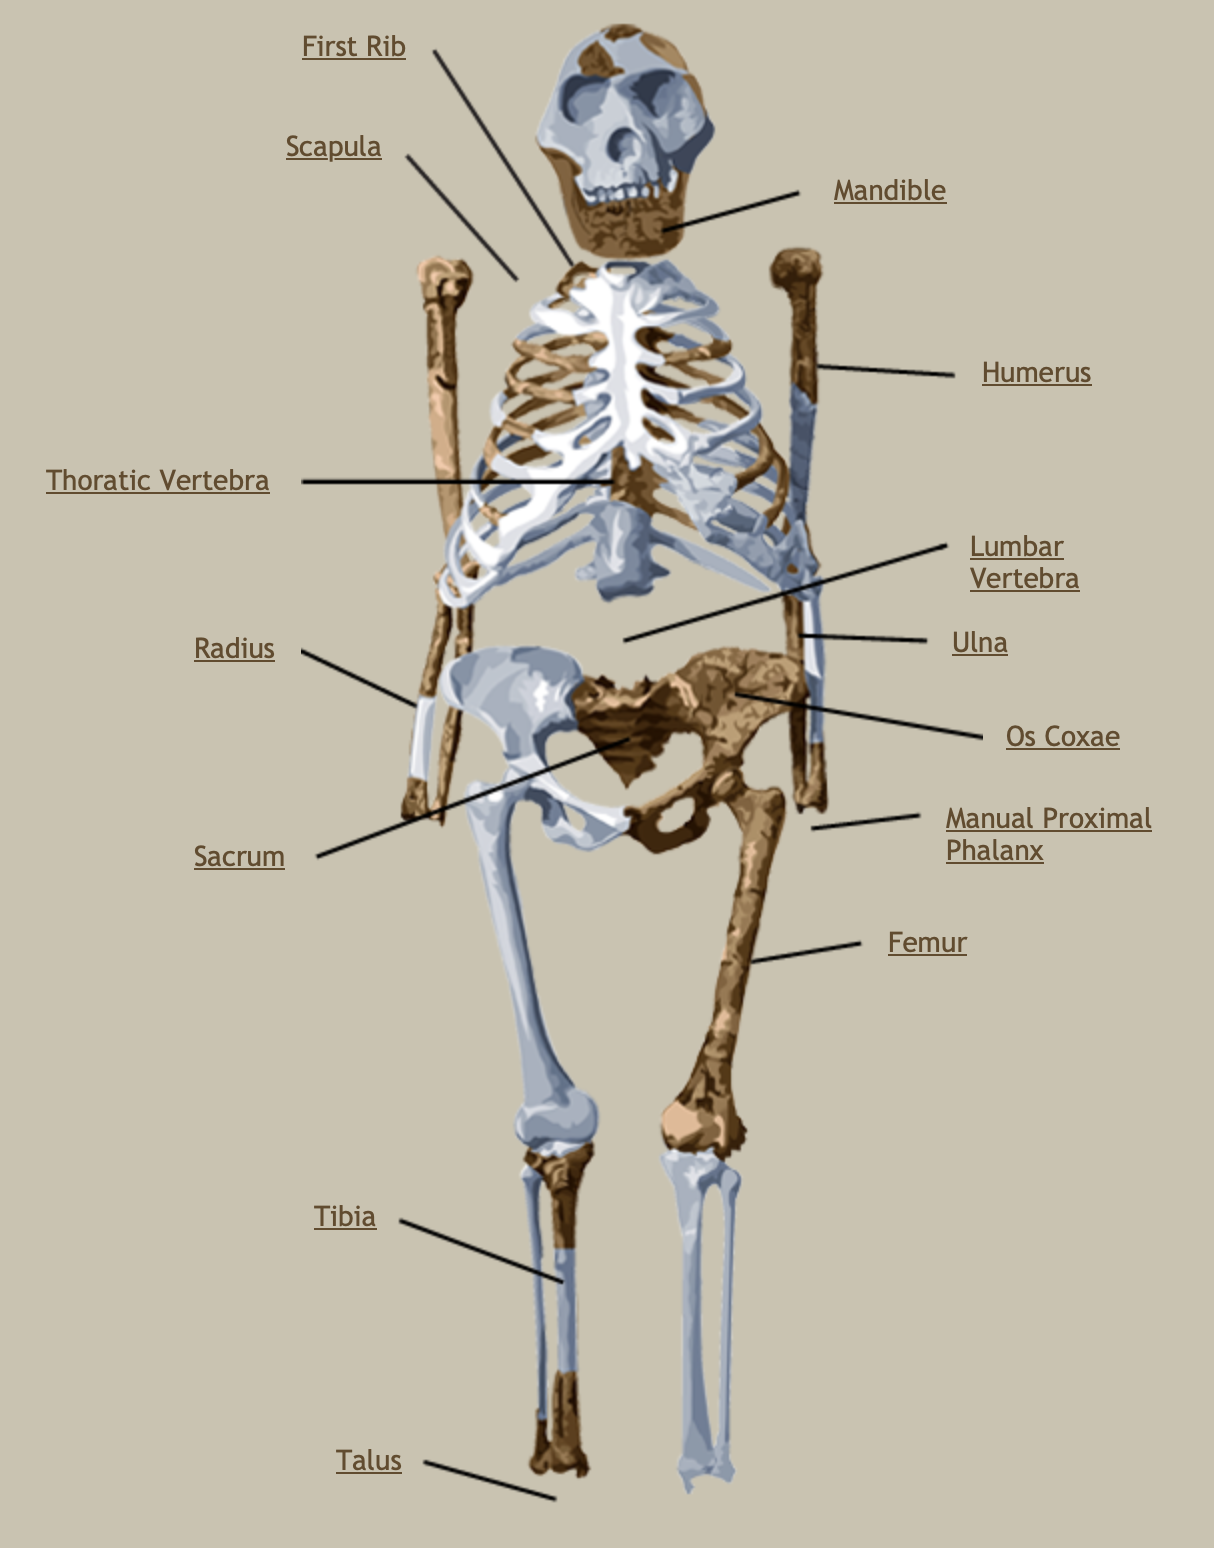 First Rib
Scapula
Mandible
Humerus
Thoratic Vertebra
Lumbar
Vertebra
Ulna
Radius
Os Coxae
Manual Proximal
Phalanx
Sacrum
Femur
Tibia
Talus